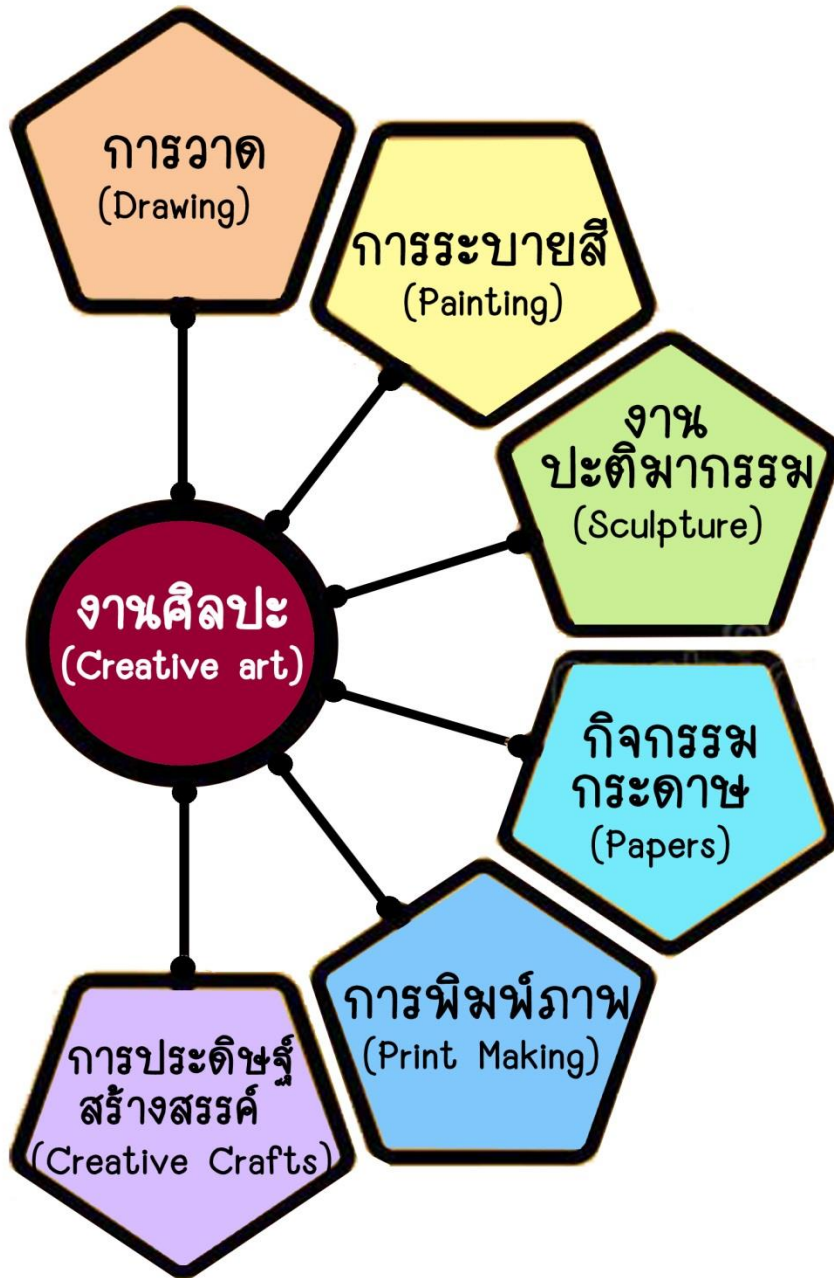 การวาด
(Drawing)
การระบายสี
(Painting)
งาน
ปะติมากรรม
(Sculpture)
งานศิลปะ
(Creative art)
กิจกรรม
กระดาษ
(Papers)
การพิมพ์ภาพ
(Print Making)
การประดิษฐ์
สร้างสรรค์
(Creative Crafts)